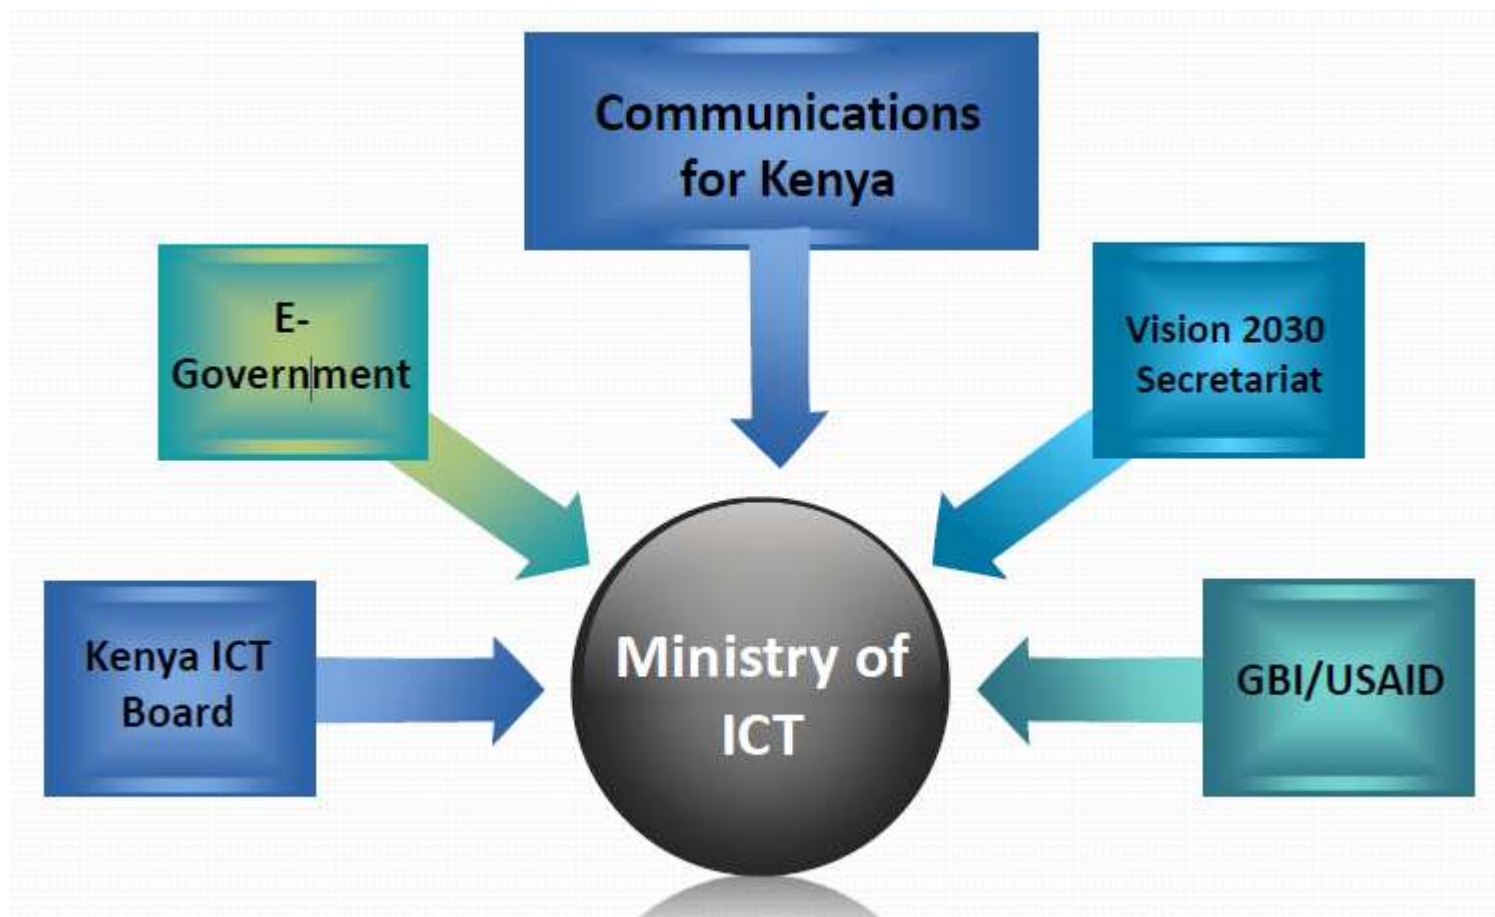 Communications
for Kenya
E-
Government
Vision 2030
Secretariat
Kenya ICT
Board
Ministry of
ICT
GBI/USAID